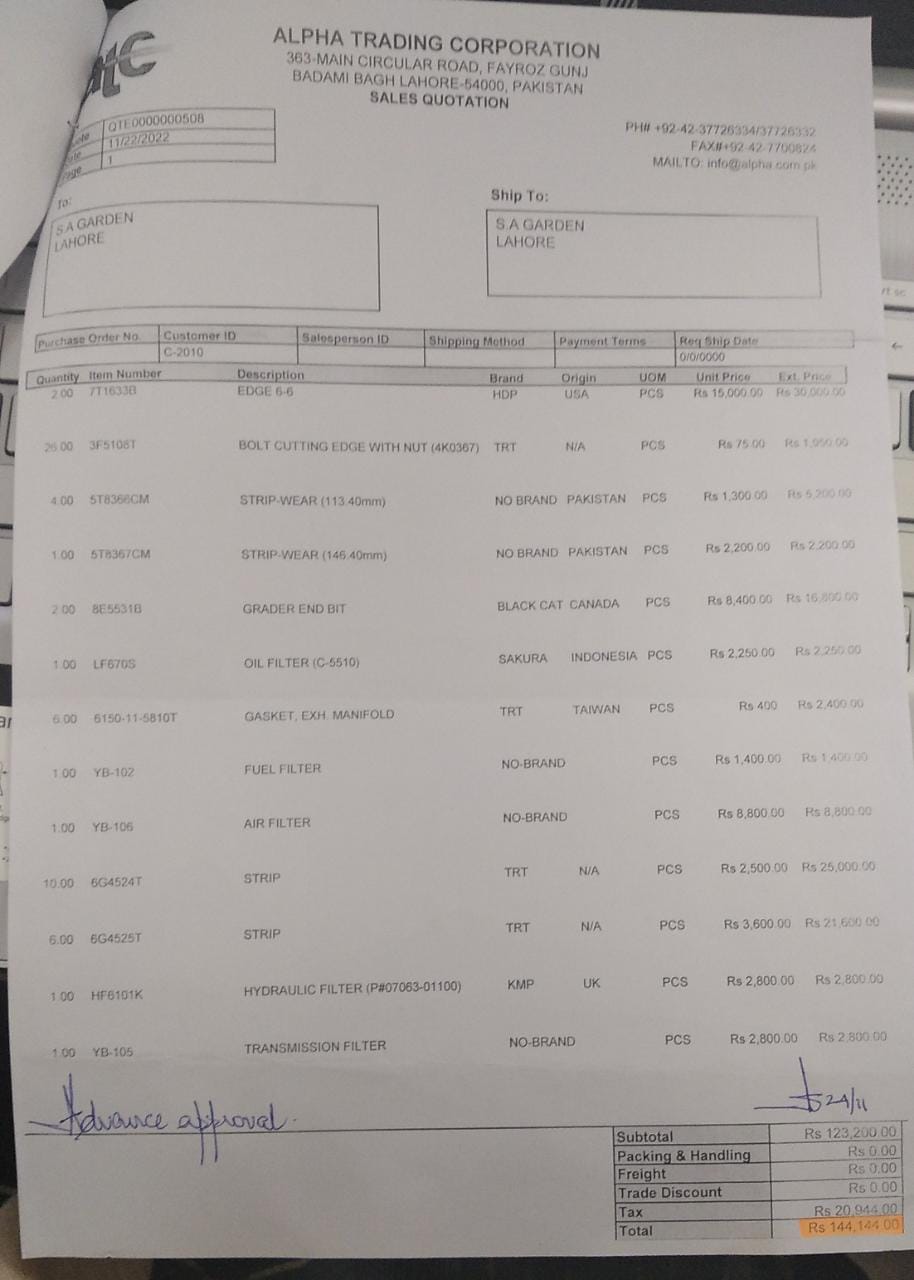 atc
ALPHA TRADING CORPORATION
363-MAIN CIRCULAR ROAD, FAYROZ GUNJ
BADAMI BAGH LAHORE-54000, PAKISTAN
SALES QUOTATION
QTE0000000508
11/22/2022
Page 1
PH# +92-42-37726334/37726332
FAX#+92-42-7700824
MAILTO: info@alpha.com.pk
To:
S.A GARDEN
LAHORE
Ship To:
S.A GARDEN
LAHORE
Purchase Order No. Customer ID Salesperson ID Shipping Method Payment Terms Req Ship Date
C-2010 0/0/0000
Quantity Item Number Description Brand Origin UOM Unit Price Ext. Price
2.00 7T1633B EDGE 6-6 HDP USA PCS Rs 15,000.00 Rs 30,000.00
26.00 3F5108T BOLT CUTTING EDGE WITH NUT (4K0367) TRT N/A PCS Rs 75.00 Rs 1,950.00
4.00 5T8366CM STRIP-WEAR (113.40mm) NO BRAND PAKISTAN PCS Rs 1,300.00 Rs 5,200.00
1.00 5T8367CM STRIP-WEAR (146.40mm) NO BRAND PAKISTAN PCS Rs 2,200.00 Rs 2,200.00
2.00 8E5531B GRADER END BIT BLACK CAT CANADA PCS Rs 8,400.00 Rs 16,800.00
1.00 LF670S OIL FILTER (C-5510) SAKURA INDONESIA PCS Rs 2,250.00 Rs 2,250.00
6.00 6150-11-5810T GASKET, EXH. MANIFOLD TRT TAIWAN PCS Rs 400 Rs 2,400.00
1.00 YB-102 FUEL FILTER NO-BRAND PCS Rs 1,400.00 Rs 1,400.00
1.00 YB-106 AIR FILTER NO-BRAND PCS Rs 8,800.00 Rs 8,800.00
10.00 6G4524T STRIP TRT N/A PCS Rs 2,500.00 Rs 25,000.00
6.00 6G4525T STRIP TRT N/A PCS Rs 3,600.00 Rs 21,600.00
1.00 HF6101K HYDRAULIC FILTER (P#07063-01100) KMP UK PCS Rs 2,800.00 Rs 2,800.00
1.00 YB-105 TRANSMISSION FILTER NO-BRAND PCS Rs 2,800.00 Rs 2,800.00
Advance approval.
24/11
Subtotal Rs 123,200.00
Packing & Handling Rs 0.00
Freight Rs 0.00
Trade Discount Rs 0.00
Tax Rs 20,944.00
Total Rs 144,144.00